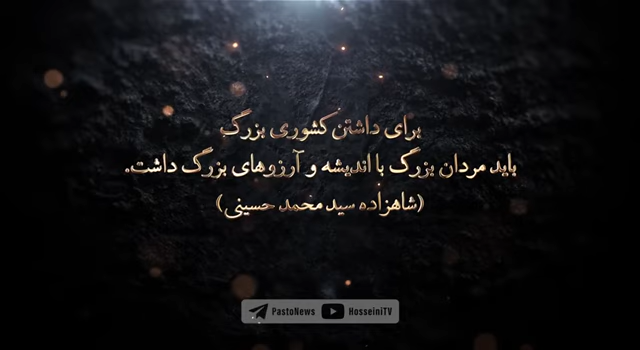 برای داشتن کشوری بزرگ
باید مردان بزرگ با اندیشه و آرزوهای بزرگ داشت.
(شاهزاده سید محمد حسینی)
PastoNews HosseiniTV